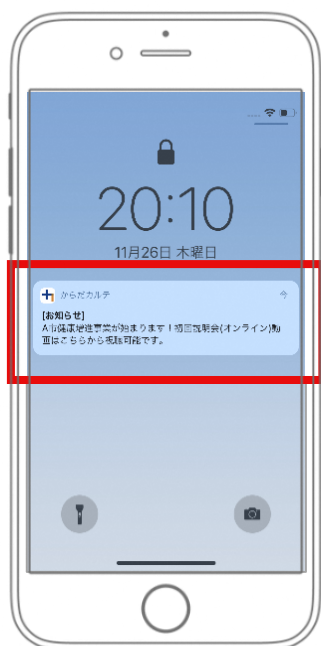 20:10
11月26日 木曜日
からだカルテ 今
[お知らせ]
A市健康増進事業が始まります！初回説明会(オンライン)動
画はこちらから視聴可能です。